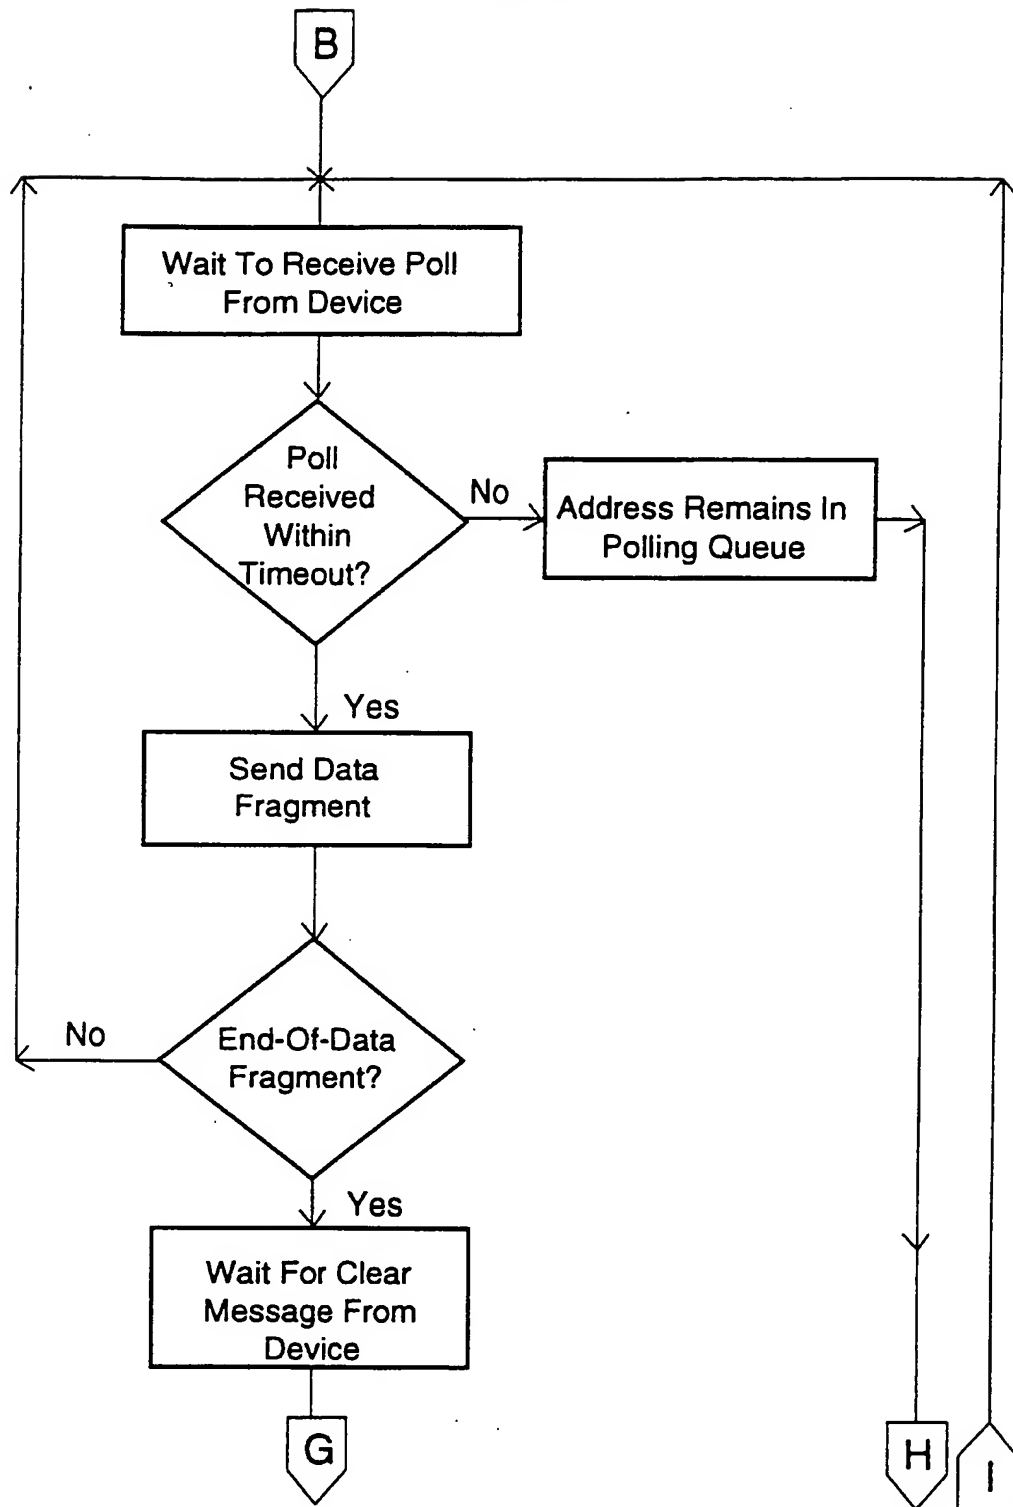 B
Wait To Receive Poll
From Device
Poll
Received
Within
Timeout?
No
Address Remains In
Polling Queue
Yes
Send Data
Fragment
End-Of-Data
Fragment?
No
Yes
Wait For Clear
Message From
Device
G
H
I